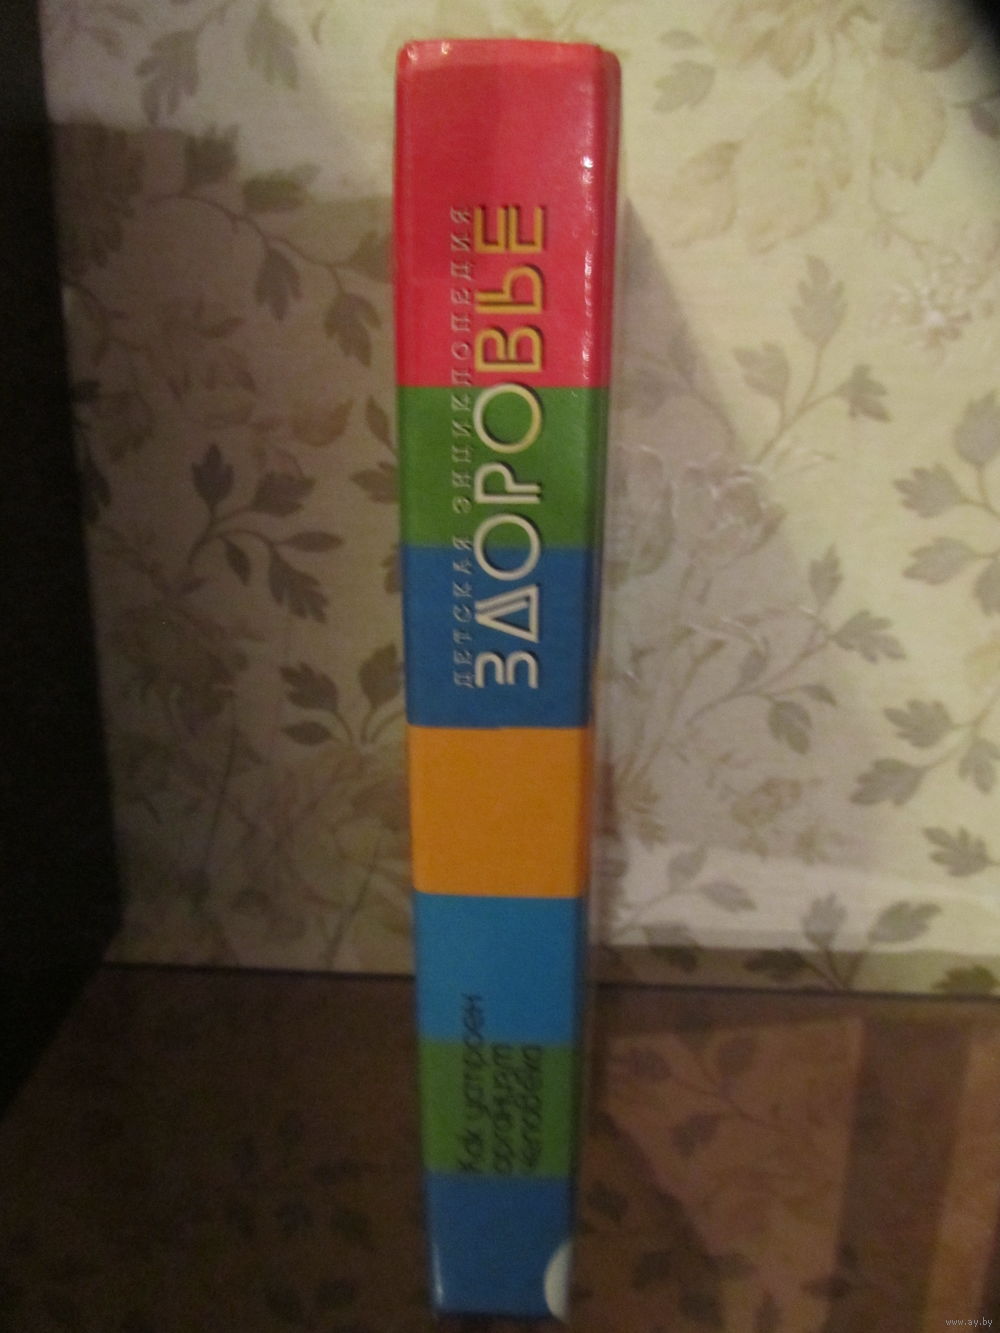 ДЕТСКАЯ ЭНЦИКЛОПЕДИЯ
ЗДОРОВЬЕ
Как устроен
организм
человека
www.ay.by